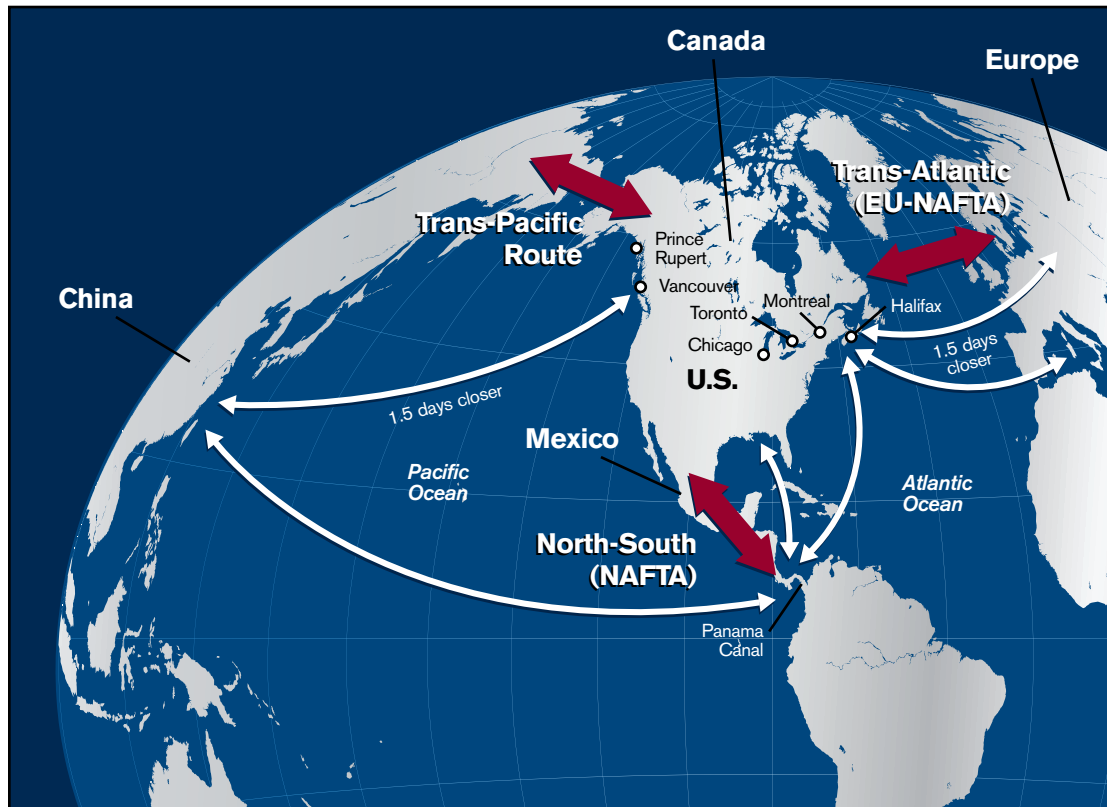 Canada
Europe
Trans-Atlantic
(EU-NAFTA)
Trans-Pacific
Route
Prince
Rupert
China
Vancouver
Montreal
Toronto
Halifax
Chicago
1.5 days
closer
U.S.
1.5 days closer
Mexico
Pacific
Ocean
Atlantic
Ocean
North-South
(NAFTA)
Panama
Canal